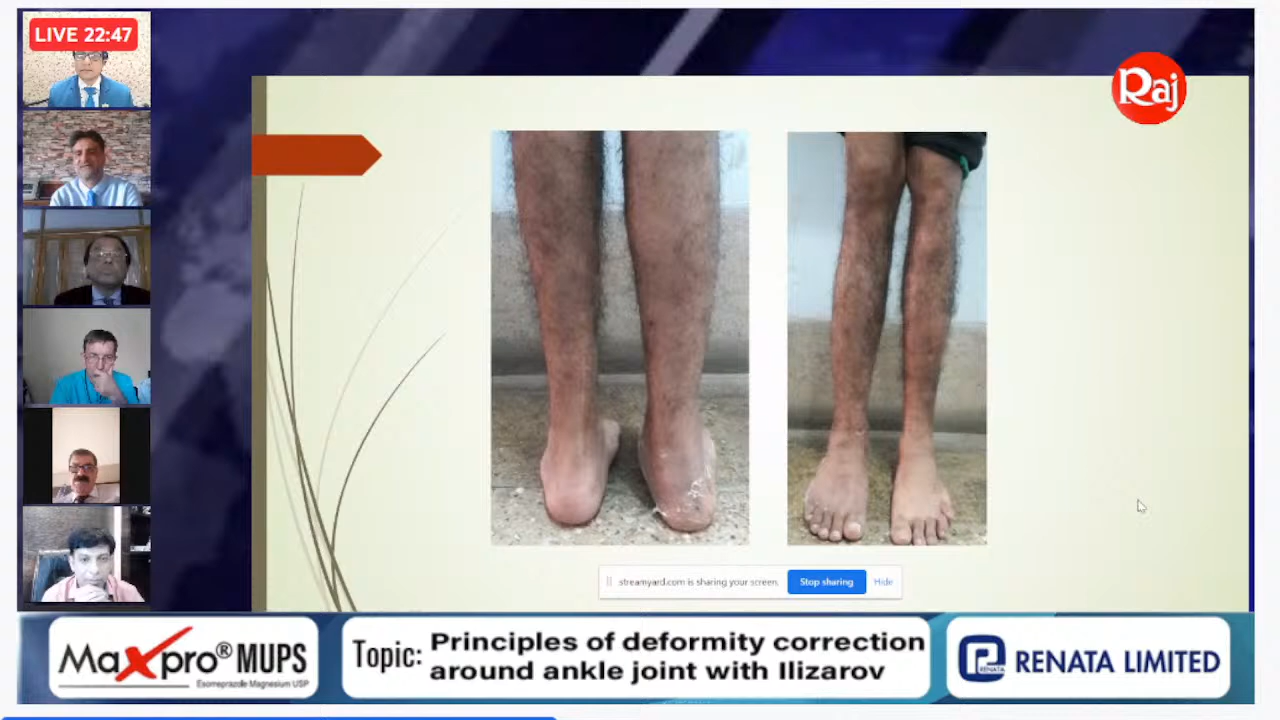 LIVE 22:47
Raj
streamyard.com is sharing your screen.
Stop sharing
Hide
Maxpro® MUPS
Esomeprazole Magnesium USP
Topic: Principles of deformity correction
around ankle joint with Ilizarov
RENATA
RENATA LIMITED